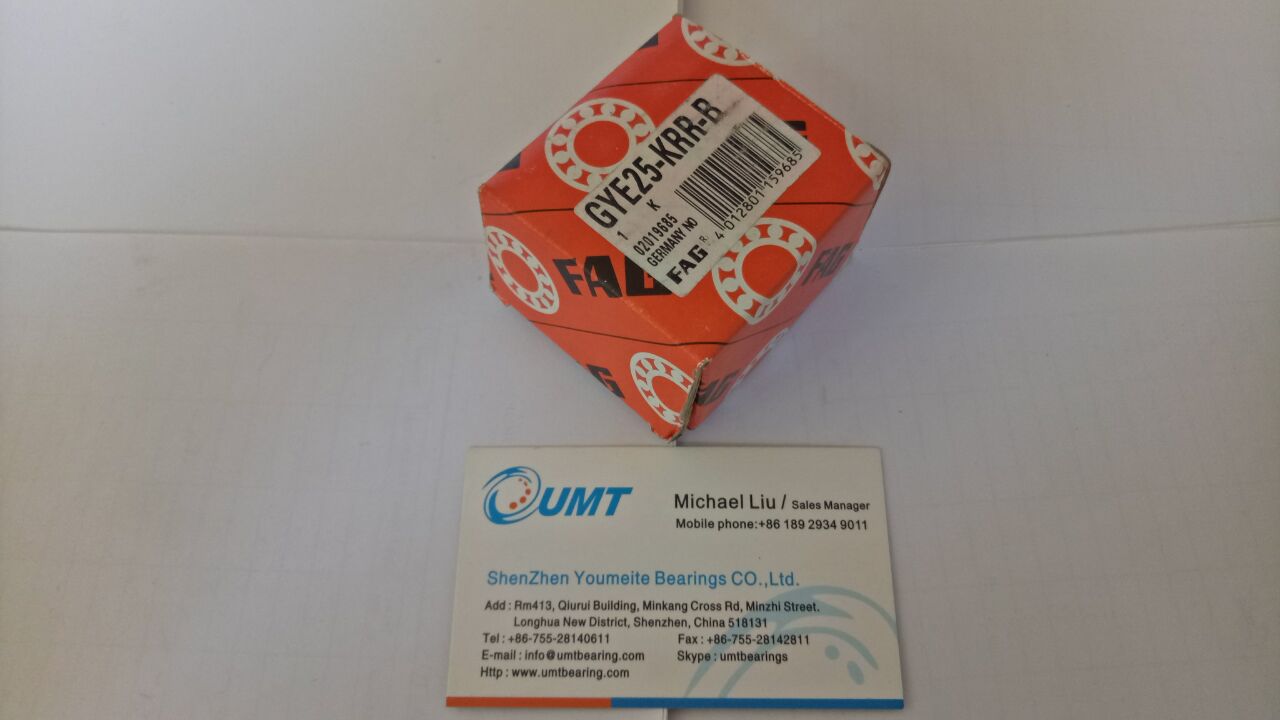 GYE25-KRR-B
1 K
02019685
GERMANY NO
FAG R
4 012801 159685
FAG
FAG
UMT
Michael Liu / Sales Manager
Mobile phone:+86 189 2934 9011
ShenZhen Youmeite Bearings CO.,Ltd.
Add : Rm413, Qiurui Building, Minkang Cross Rd, Minzhi Street.
Longhua New District, Shenzhen, China 518131
Tel : +86-755-28140611 Fax : +86-755-28142811
E-mail : info@umtbearing.com Skype : umtbearings
Http : www.umtbearing.com